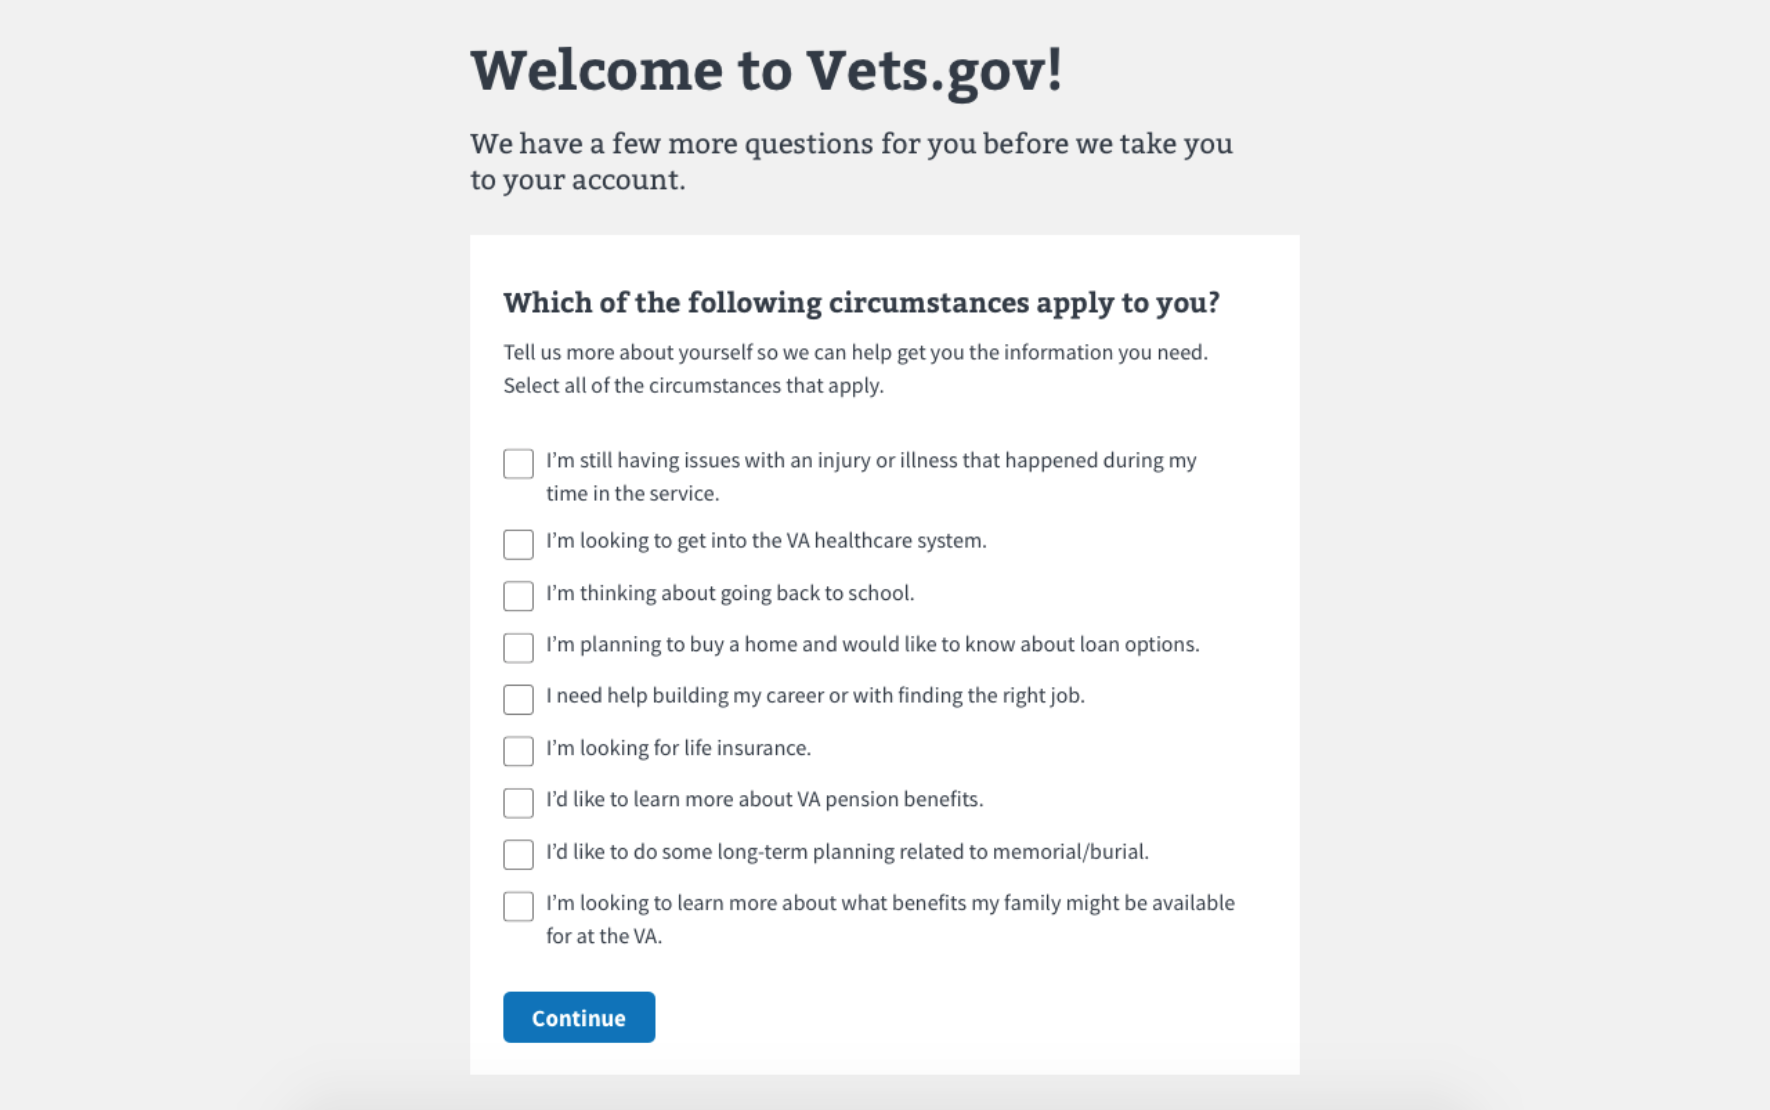 Welcome to Vets.gov!
We have a few more questions for you before we take you
to your account.
Which of the following circumstances apply to you?
Tell us more about yourself so we can help get you the information you need.
Select all of the circumstances that apply.
I’m still having issues with an injury or illness that happened during my
time in the service.
I’m looking to get into the VA healthcare system.
I’m thinking about going back to school.
I’m planning to buy a home and would like to know about loan options.
I need help building my career or with finding the right job.
I’m looking for life insurance.
I’d like to learn more about VA pension benefits.
I’d like to do some long-term planning related to memorial/burial.
I’m looking to learn more about what benefits my family might be available
for at the VA.
Continue